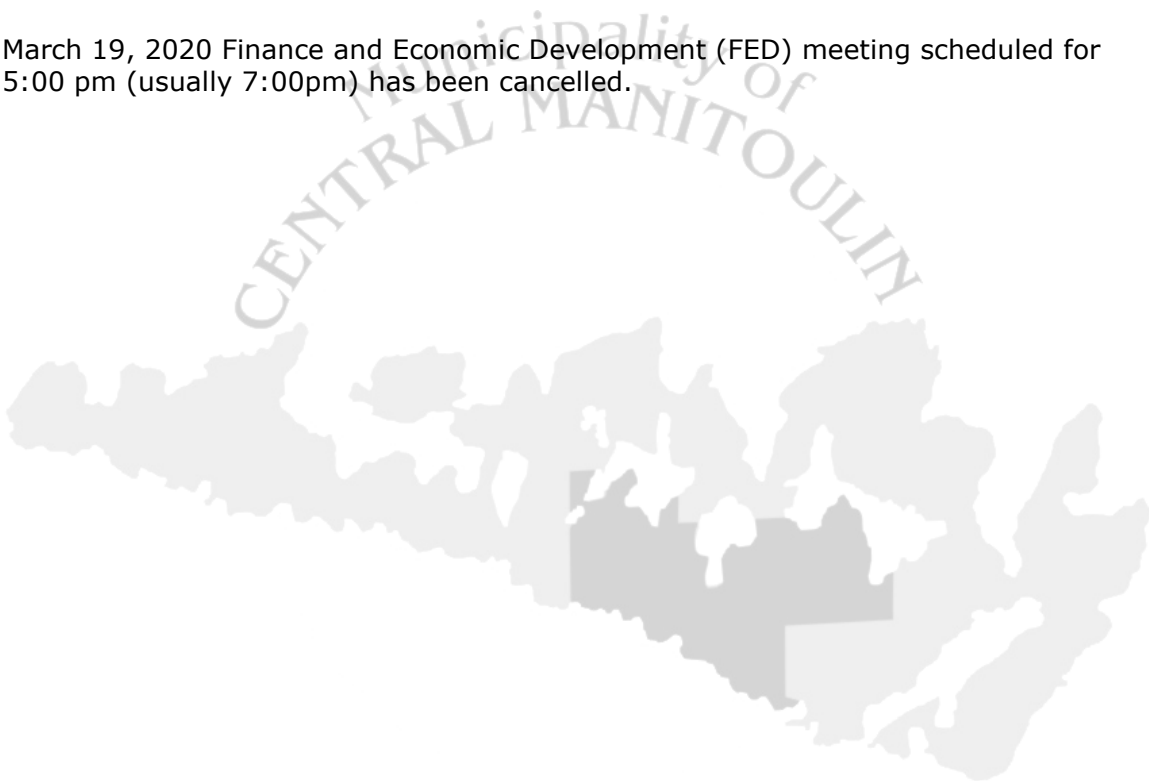 March 19, 2020 Finance and Economic Development (FED) meeting scheduled for
5:00 pm (usually 7:00pm) has been cancelled.
Municipality of
CENTRAL MANITOULIN